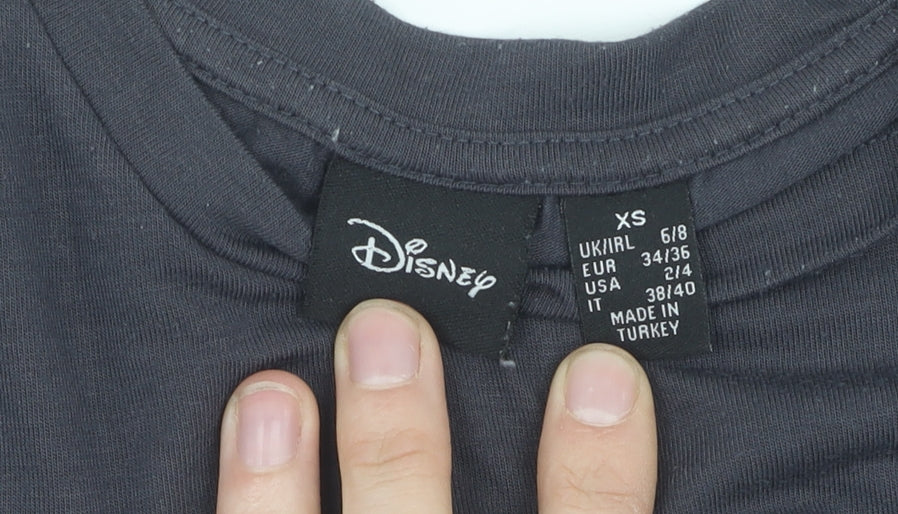 Disney
XS
UK/IRL 6/8
EUR 34/36
USA 2/4
IT 38/40
MADE IN
TURKEY